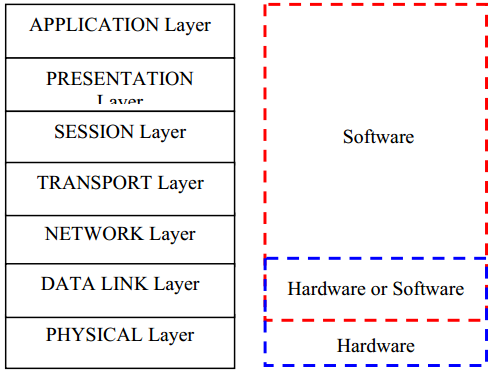 APPLICATION Layer
PRESENTATION
Layer
SESSION Layer
TRANSPORT Layer
NETWORK Layer
DATA LINK Layer
PHYSICAL Layer
Software
Hardware or Software
Hardware